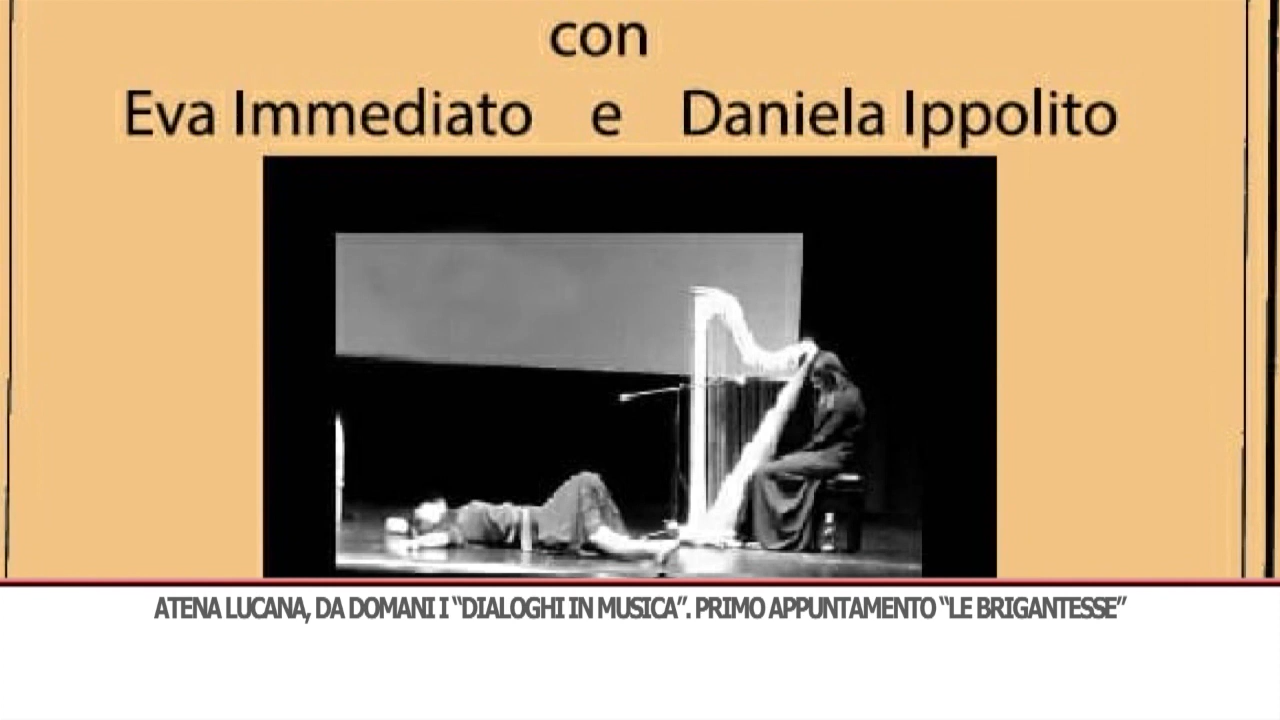 con
Eva Immediato e Daniela Ippolito
ATENA LUCANA, DA DOMANI I “DIALOGHI IN MUSICA”. PRIMO APPUNTAMENTO “LE BRIGANTESSE”